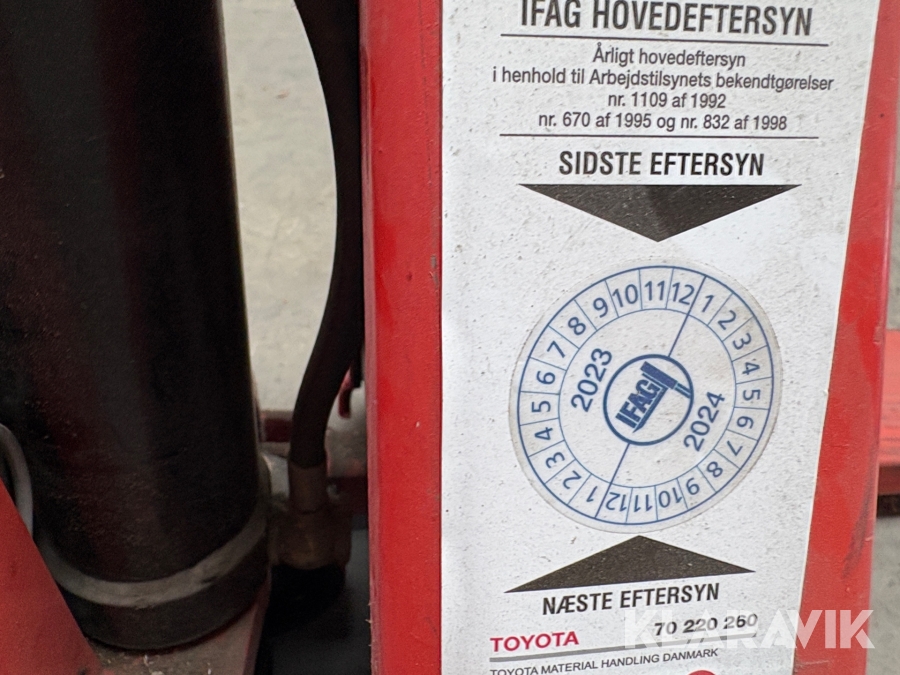 IFAG HOVEDEFTERSYN
Årligt hovedeftersyn
i henhold til Arbejdstilsynets bekendtgørelser
nr. 1109 af 1992
nr. 670 af 1995 og nr. 832 af 1998
SIDSTE EFTERSYN
1 2 3 4 5 6 7 8 9 10 11 12
2023
IFAG
2024
1 2 3 4 5 6 7 8 9 10 11 12
NÆSTE EFTERSYN
TOYOTA 70 220 260
TOYOTA MATERIAL HANDLING DANMARK
KLARAVIK